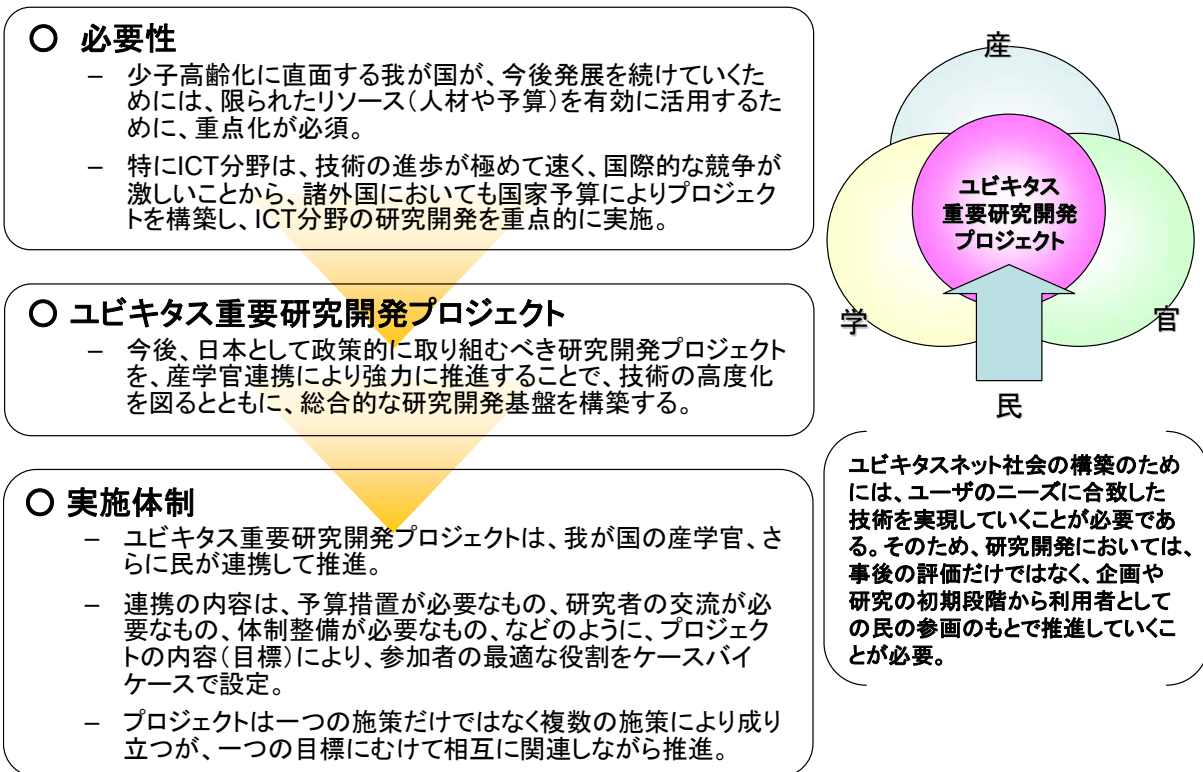 〇 必要性
– 少子高齢化に直面する我が国が、今後発展を続けていくた
めには、限られたリソース(人材や予算)を有効に活用するた
めに、重点化が必須。
– 特にICT分野は、技術の進歩が極めて速く、国際的な競争が
激しいことから、諸外国においても国家予算によりプロジェク
トを構築し、ICT分野の研究開発を重点的に実施。
〇 ユビキタス重要研究開発プロジェクト
– 今後、日本として政策的に取り組むべき研究開発プロジェクト
を、産学官連携により強力に推進することで、技術の高度化
を図るとともに、総合的な研究開発基盤を構築する。
〇 実施体制
– ユビキタス重要研究開発プロジェクトは、我が国の産学官、さ
らに民が連携して推進。
– 連携の内容は、予算措置が必要なもの、研究者の交流が必
要なもの、体制整備が必要なもの、などのように、プロジェク
トの内容(目標)により、参加者の最適な役割をケースバイ
ケースで設定。
– プロジェクトは一つの施策だけではなく複数の施策により成り
立つが、一つの目標にむけて相互に関連しながら推進。
産
ユビキタス
重要研究開発
プロジェクト
学
官
民
ユビキタスネット社会の構築のため
には、ユーザのニーズに合致した
技術を実現していくことが必要であ
る。そのため、研究開発においては、
事後の評価だけではなく、企画や
研究の初期段階から利用者として
の民の参画のもとで推進していくこ
とが必要。